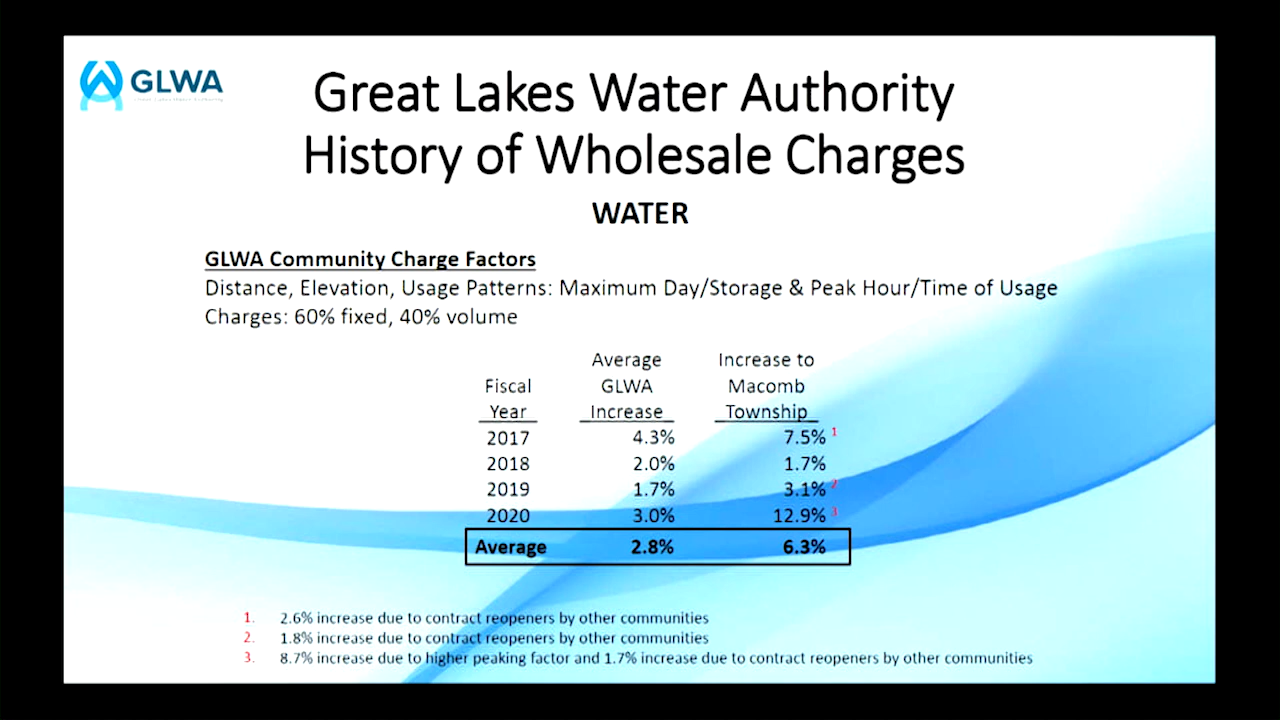 GLWA
Great Lakes Water Authority
Great Lakes Water Authority
History of Wholesale Charges
WATER
GLWA Community Charge Factors
Distance, Elevation, Usage Patterns: Maximum Day/Storage & Peak Hour/Time of Usage
Charges: 60% fixed, 40% volume
Fiscal Year Average GLWA Increase Increase to Macomb Township
2017 4.3% 7.5% 1
2018 2.0% 1.7%
2019 1.7% 3.1% 2
2020 3.0% 12.9% 3
Average 2.8% 6.3%
1. 2.6% increase due to contract reopeners by other communities
2. 1.8% increase due to contract reopeners by other communities
3. 8.7% increase due to higher peaking factor and 1.7% increase due to contract reopeners by other communities